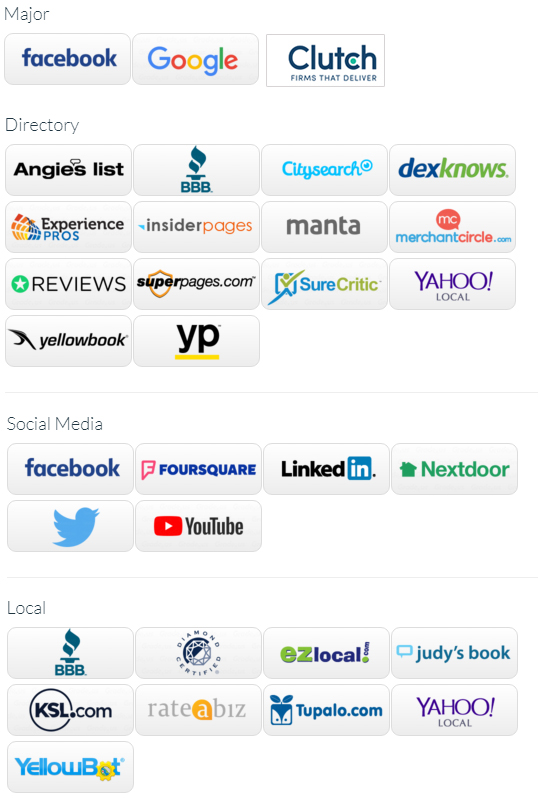 Major
facebook Google Clutch
FIRMS THAT DELIVER
Directory
Angie's list BBB. Citysearch dexknows.
Experience PROS insiderpages manta mc merchantcircle.com
REVIEWS superpages.com SureCritic YAHOO! LOCAL
yellowbook yp
Social Media
facebook FOURSQUARE Linked in. Nextdoor
YouTube
Local
BBB. DIAMOND CERTIFIED ezlocal.com judy's book
KSL.com rateabiz Tupalo.com YAHOO! LOCAL
YellowBot